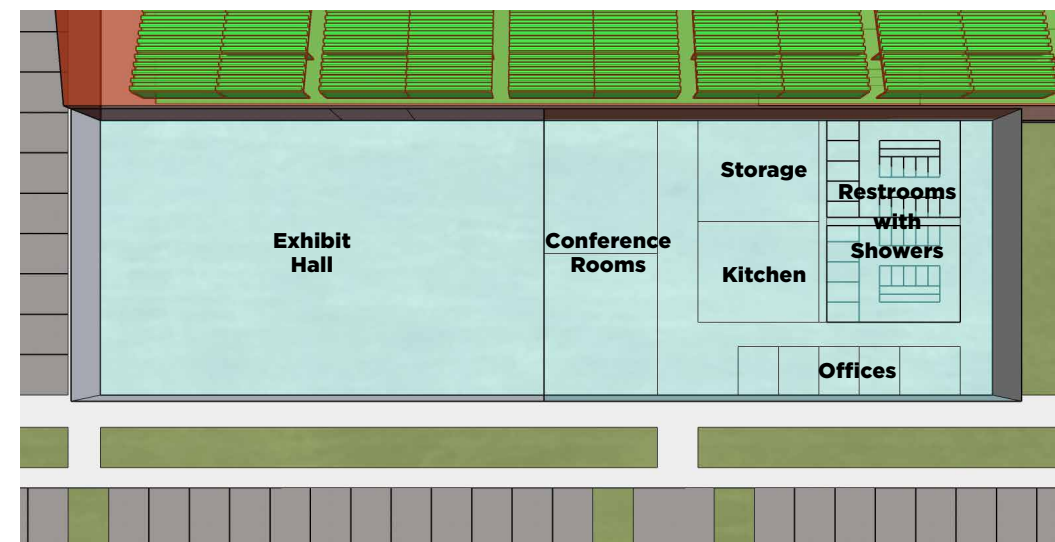 Exhibit
Hall
Conference
Rooms
Storage
Kitchen
Restrooms
with
Showers
Offices